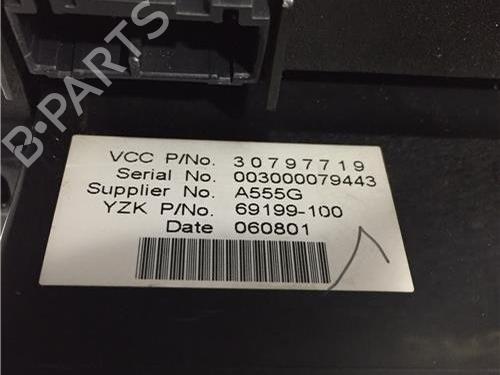 B-PARTS
VCC P/No. 30797719
Serial No. 003000079443
Supplier No. A555G
YZK P/No. 69199-100
Date 060801